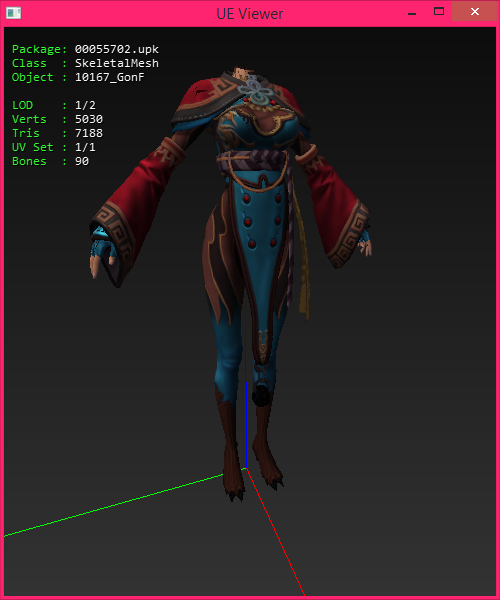 UE Viewer
Package: 00055702.upk
Class  : SkeletalMesh
Object : 10167_GonF
LOD    : 1/2
Verts  : 5030
Tris   : 7188
UV Set : 1/1
Bones  : 90